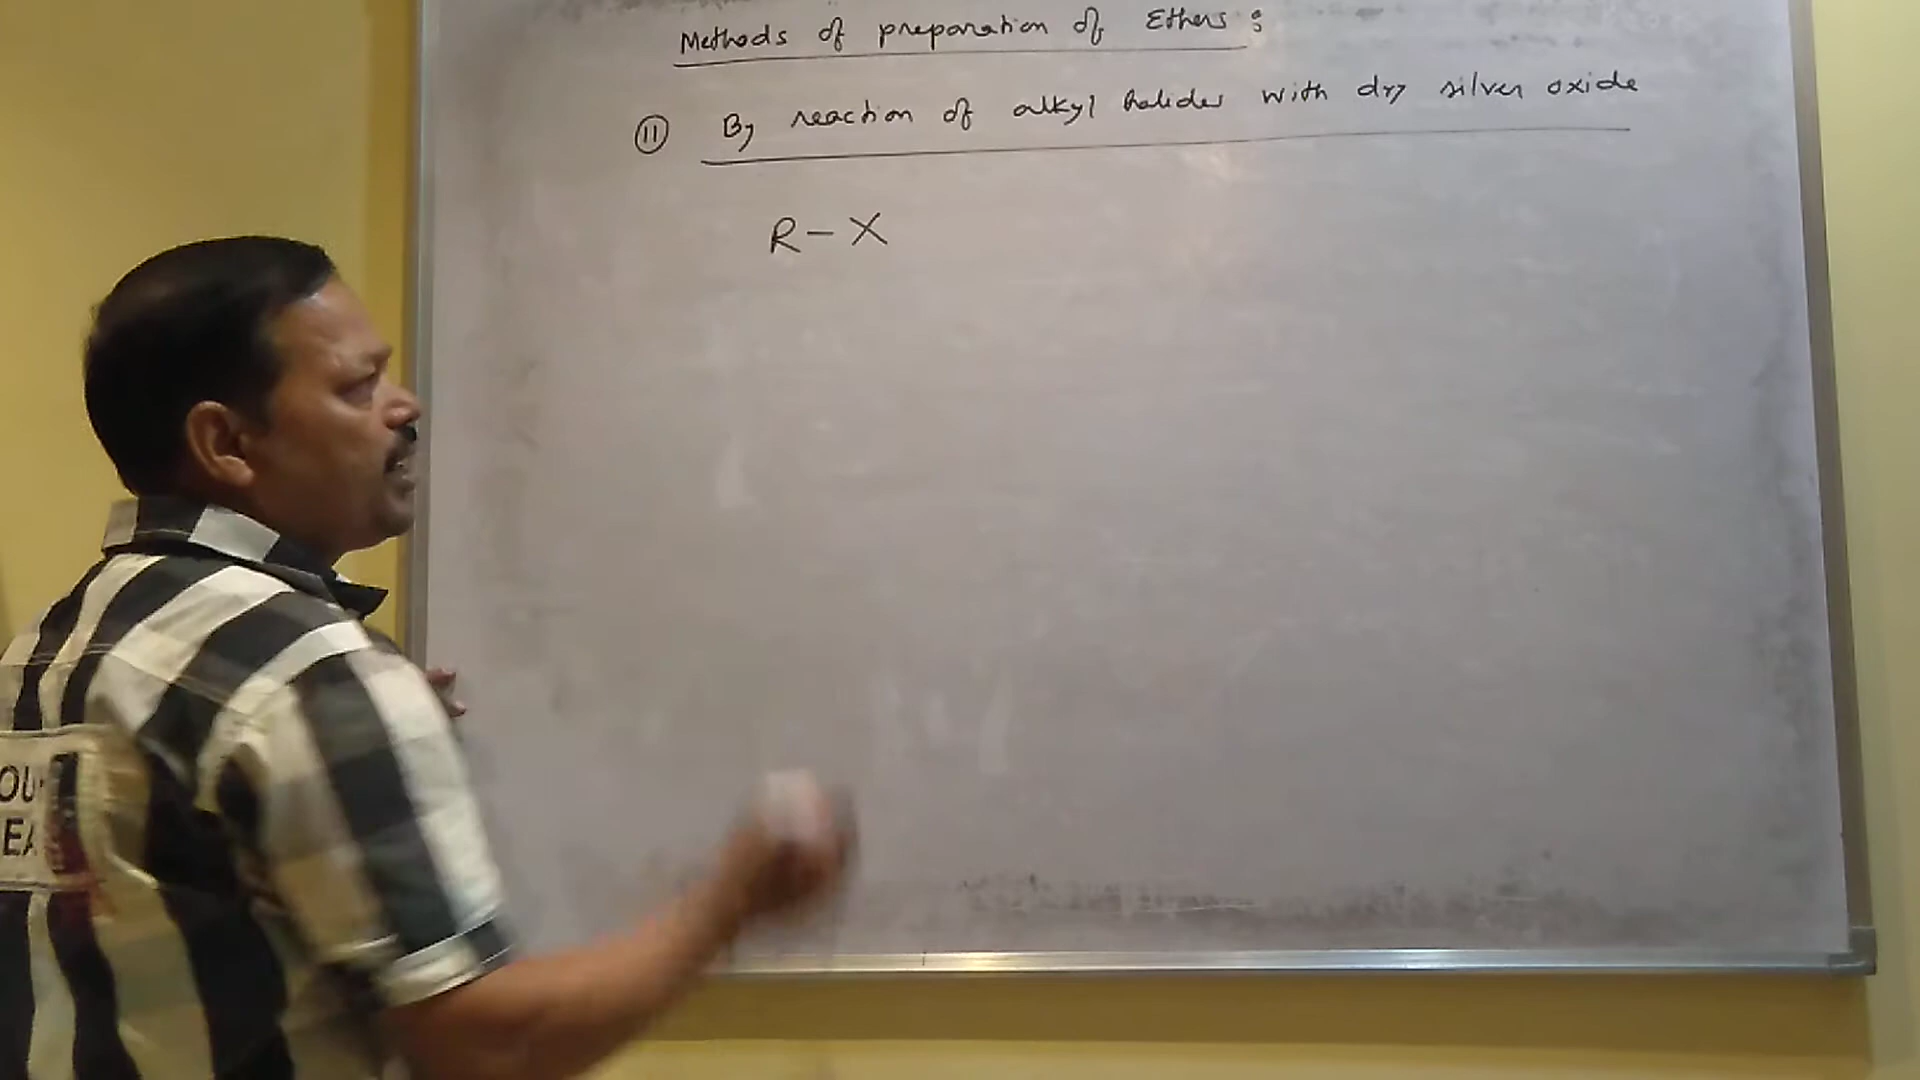 Methods of preparation of Ethers :
11 By reaction of alkyl halides with dry silver oxide
R - X